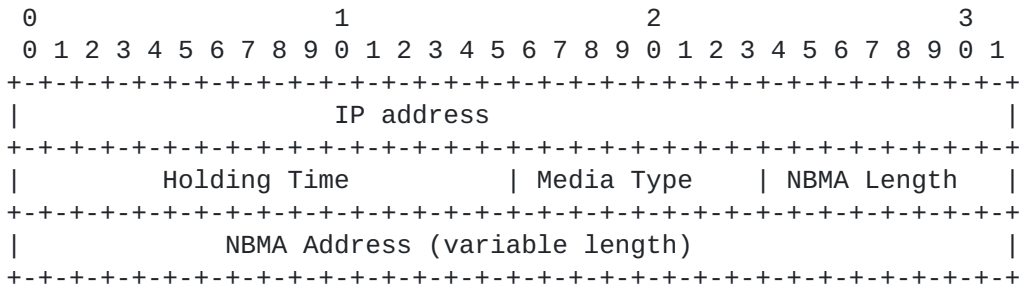 0                   1                   2                   3
 0 1 2 3 4 5 6 7 8 9 0 1 2 3 4 5 6 7 8 9 0 1 2 3 4 5 6 7 8 9 0 1
+-+-+-+-+-+-+-+-+-+-+-+-+-+-+-+-+-+-+-+-+-+-+-+-+-+-+-+-+-+-+-+-+
|                    IP address                                 |
+-+-+-+-+-+-+-+-+-+-+-+-+-+-+-+-+-+-+-+-+-+-+-+-+-+-+-+-+-+-+-+-+
|         Holding Time          | Media Type    | NBMA Length   |
+-+-+-+-+-+-+-+-+-+-+-+-+-+-+-+-+-+-+-+-+-+-+-+-+-+-+-+-+-+-+-+-+
|             NBMA Address (variable length)                    |
+-+-+-+-+-+-+-+-+-+-+-+-+-+-+-+-+-+-+-+-+-+-+-+-+-+-+-+-+-+-+-+-+